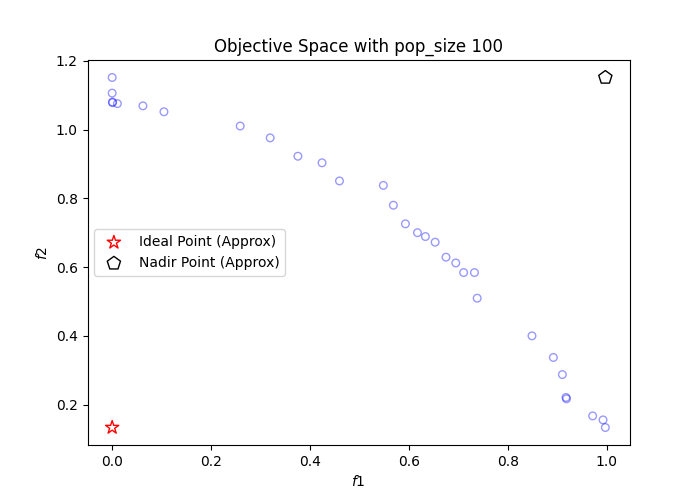 Objective Space with pop_size 100
1.2
1.0
0.8
0.6
0.4
0.2
f2
Ideal Point (Approx)
Nadir Point (Approx)
0.0 0.2 0.4 0.6 0.8 1.0
f1